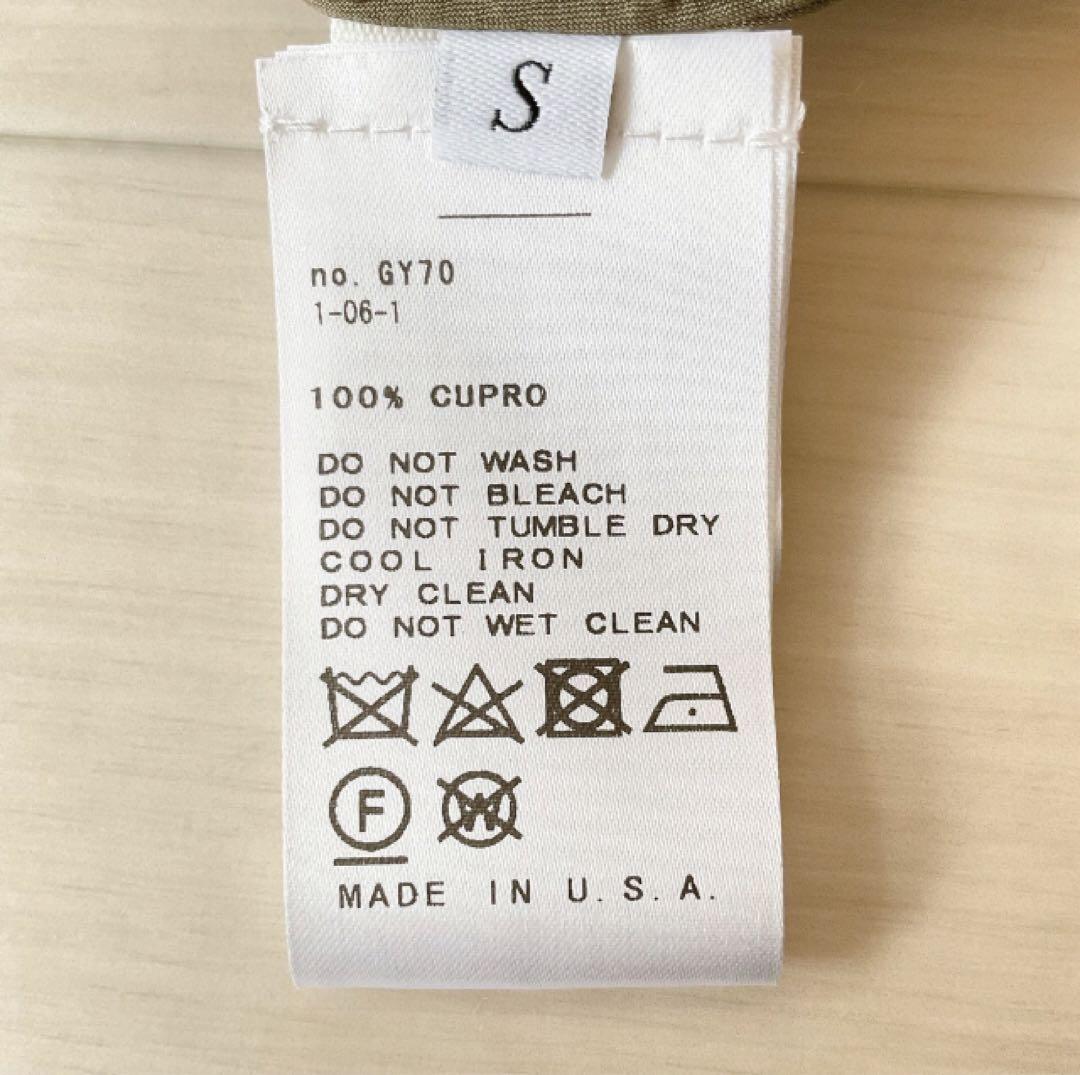 S
no. GY70
1-06-1
100% CUPRO
DO NOT WASH
DO NOT BLEACH
DO NOT TUMBLE DRY
COOL IRON
DRY CLEAN
DO NOT WET CLEAN
F W
MADE IN U.S.A.